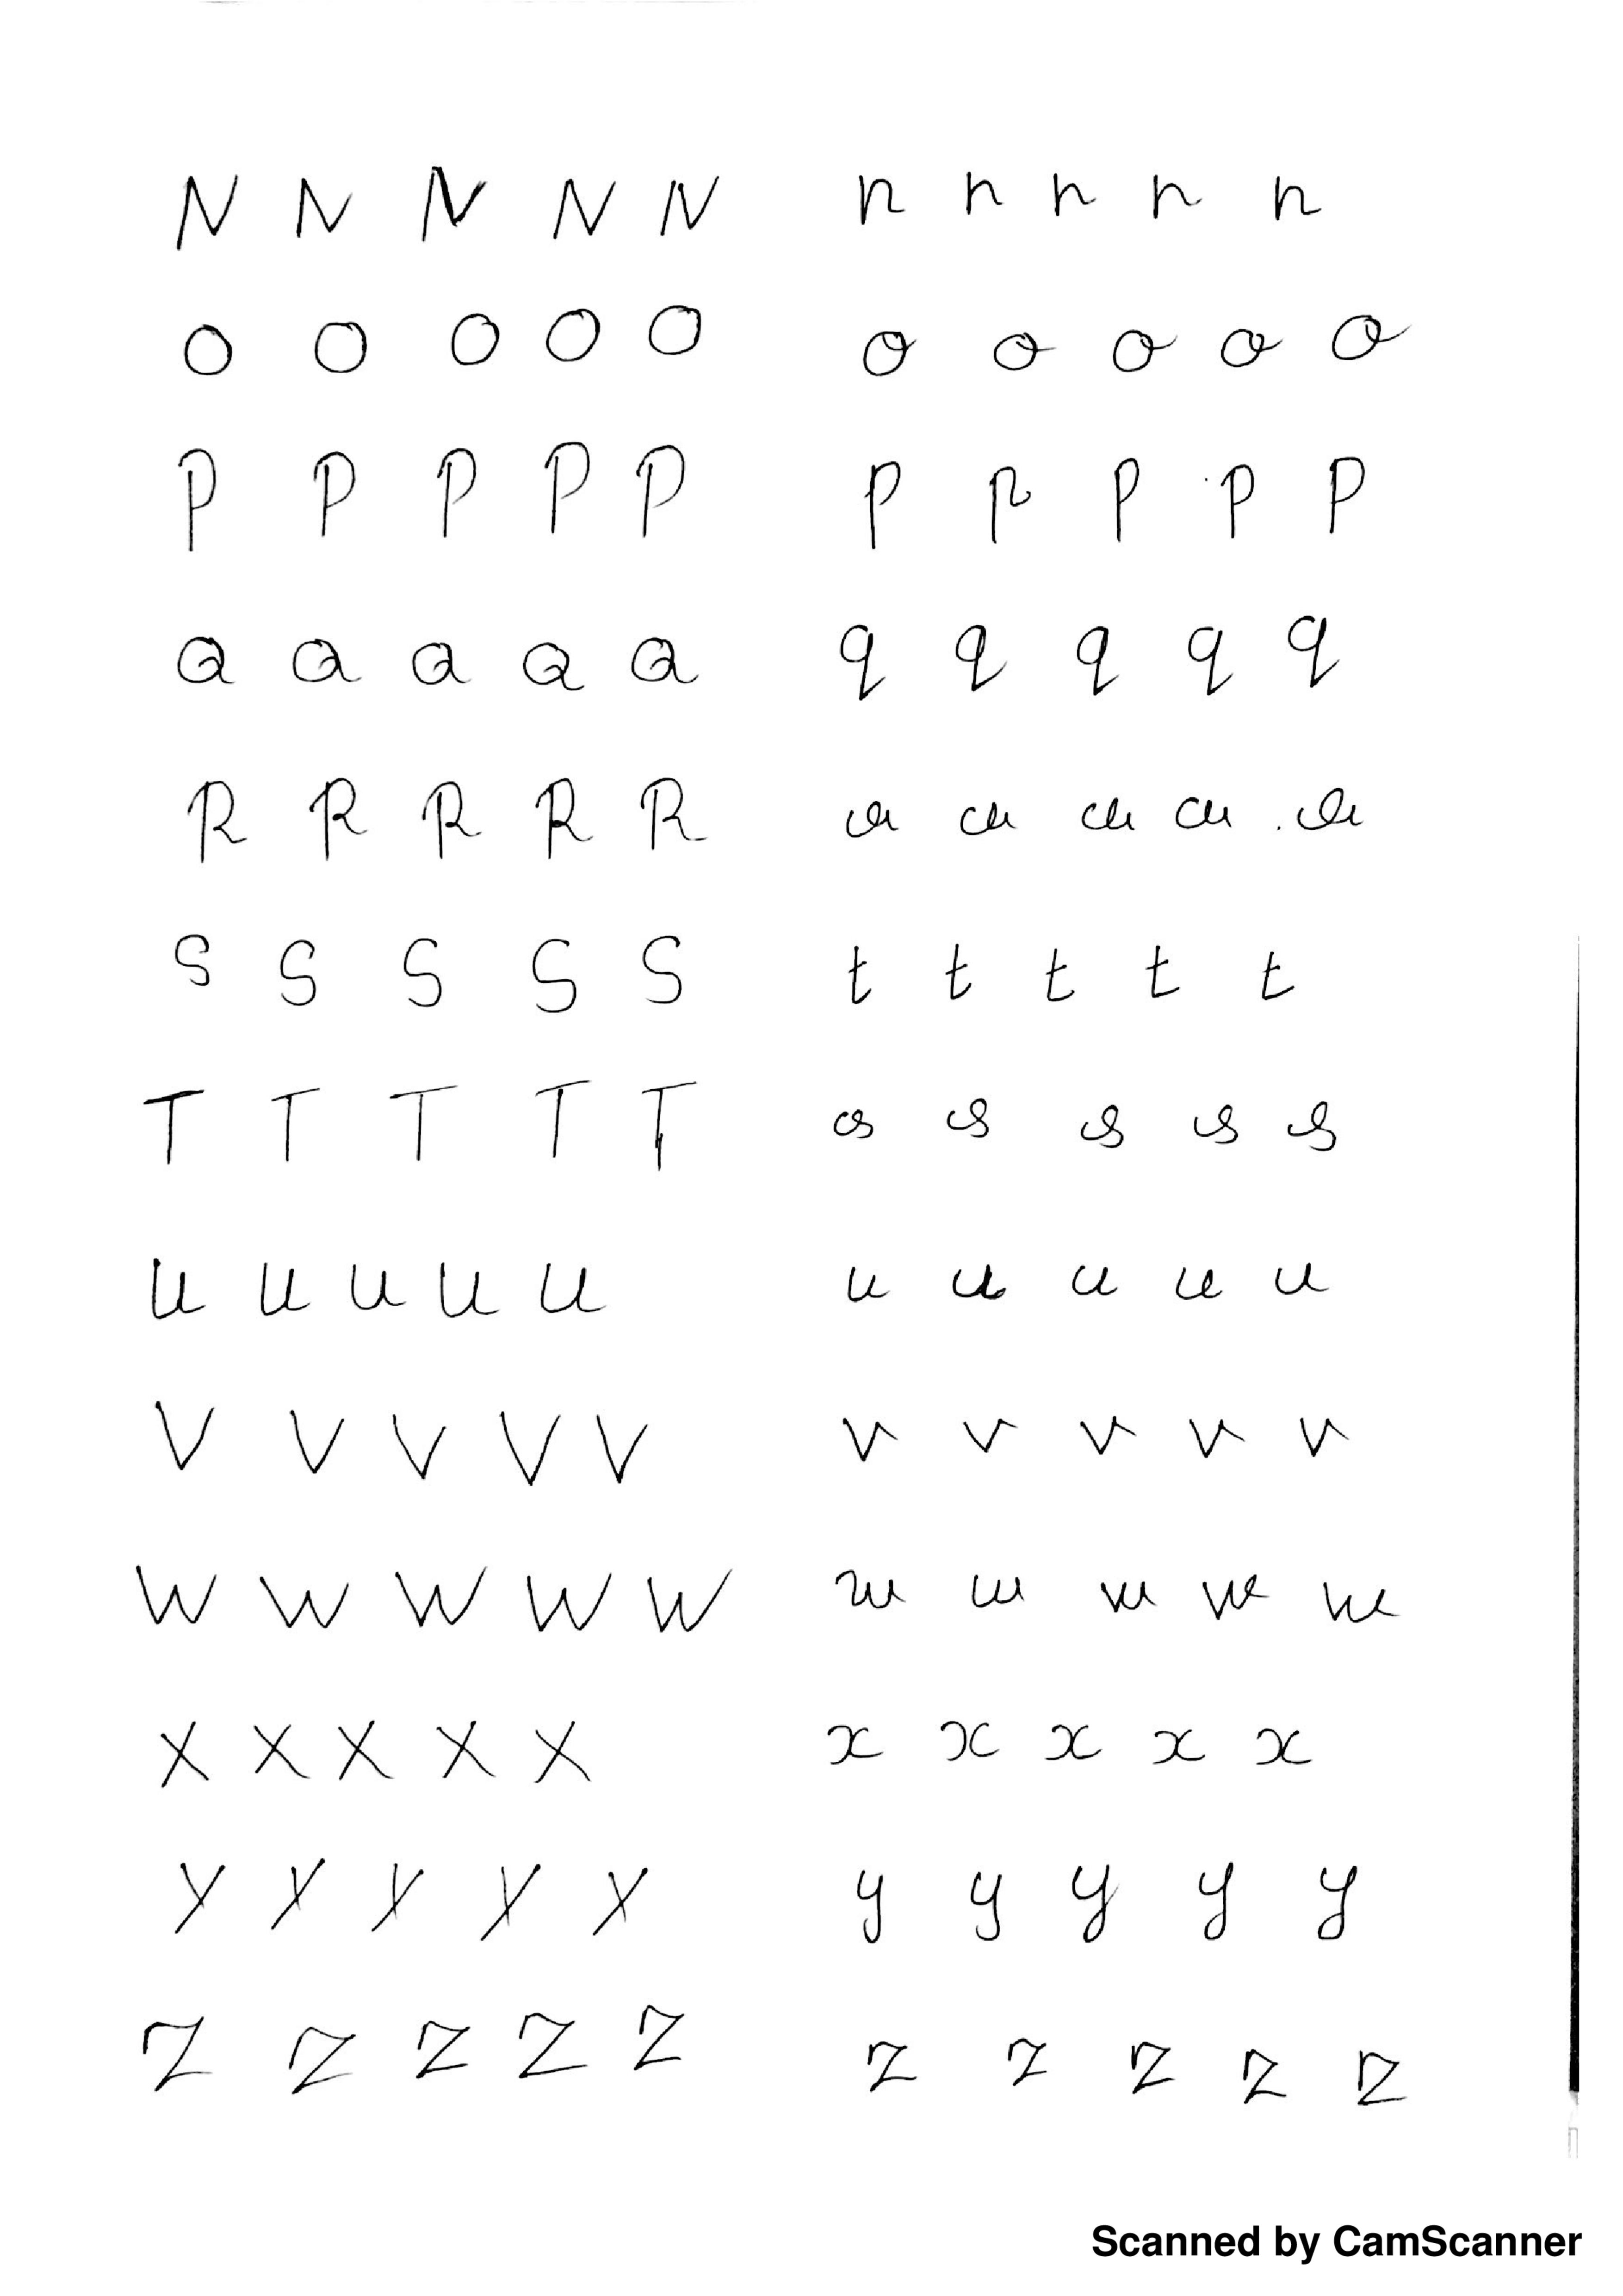 N N N N N n n n n n
O O O O O o o o o o
P P P P P p p p p p
Q Q Q Q Q q q q q q
R R R R R r r r r r
S S S S S t t t t t
T T T T T s s s s s
U U U U U u u u u u
V V V V V v v v v v
W W W W W w w w w w
X X X X X x x x x x
Y Y Y Y Y y y y y y
Z Z Z Z Z z z z z z
Scanned by CamScanner